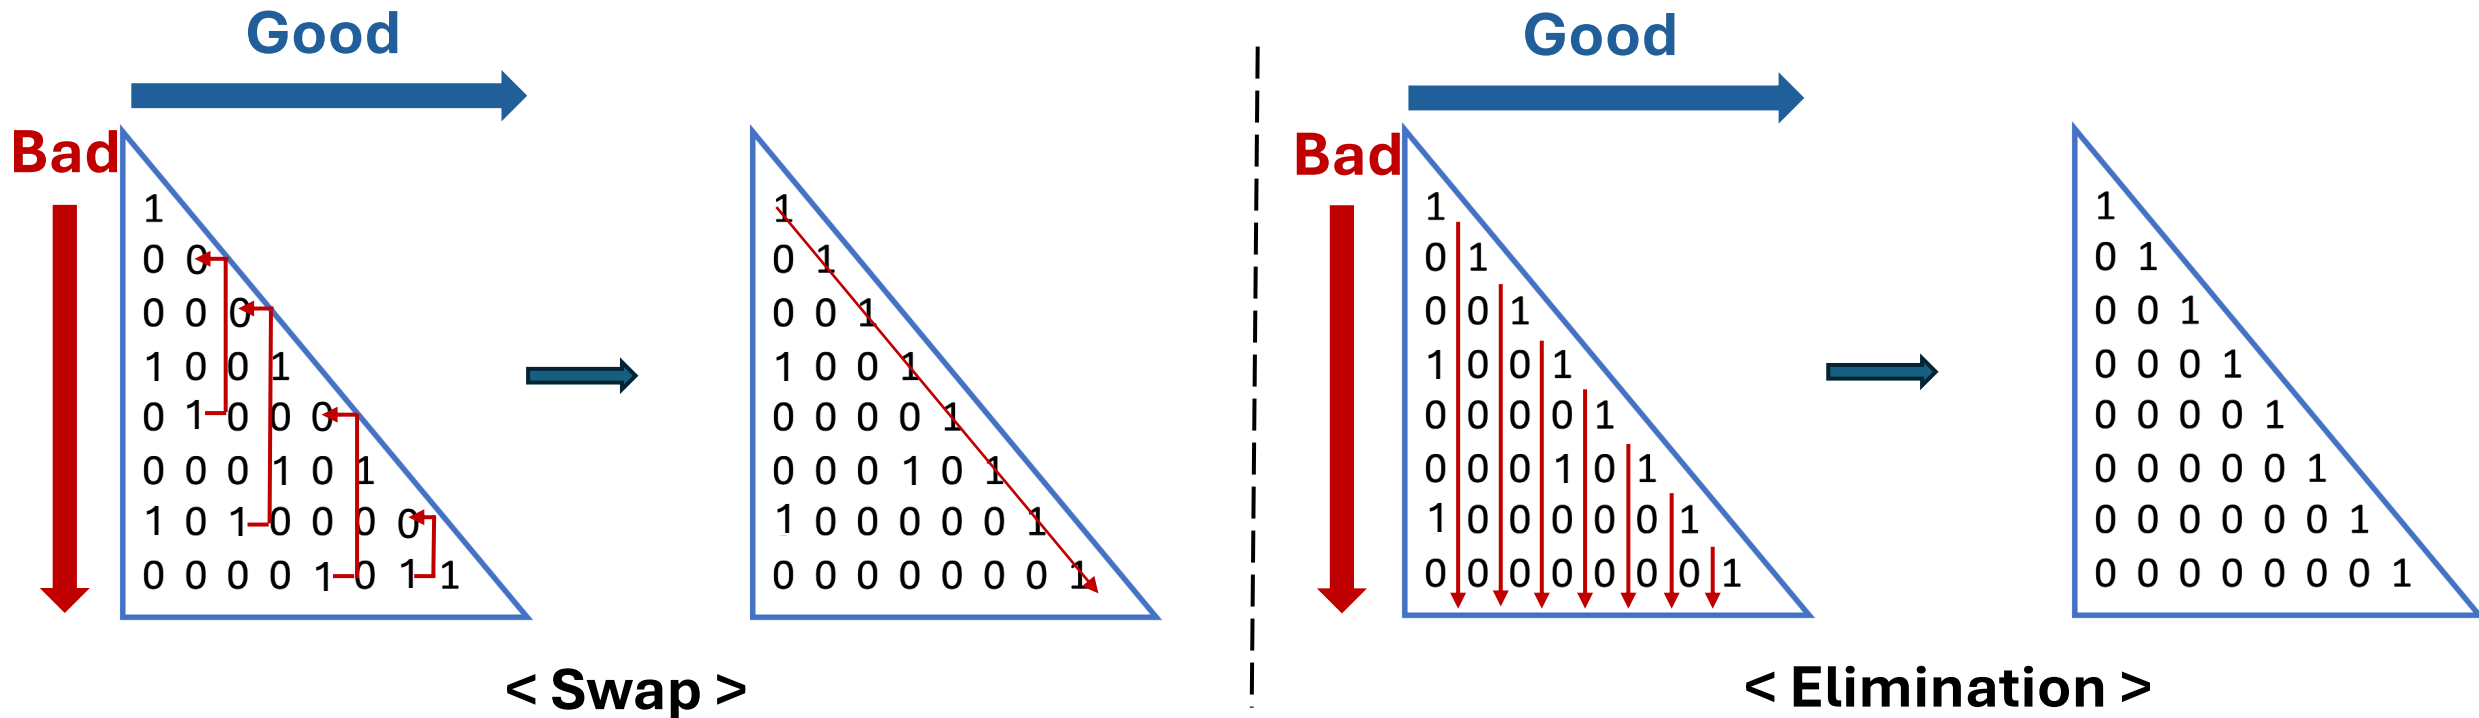 Good
Bad
1
0 0
0 0 0
1 0 0 1
0 1 0 0 0
0 0 0 1 0 1
1 0 1 0 0 0 0
0 0 0 0 1 0 1 1
1
0 1
0 0 1
1 0 0 1
0 0 0 0 1
0 0 0 1 0 1
1 0 0 0 0 0 1
0 0 0 0 0 0 0 1
< Swap >
Good
Bad
1
0 1
0 0 1
1 0 0 1
0 0 0 0 1
0 0 0 1 0 1
1 0 0 0 0 0 1
0 0 0 0 0 0 0 1
1
0 1
0 0 1
0 0 0 1
0 0 0 0 1
0 0 0 0 0 1
0 0 0 0 0 0 1
0 0 0 0 0 0 0 1
< Elimination >